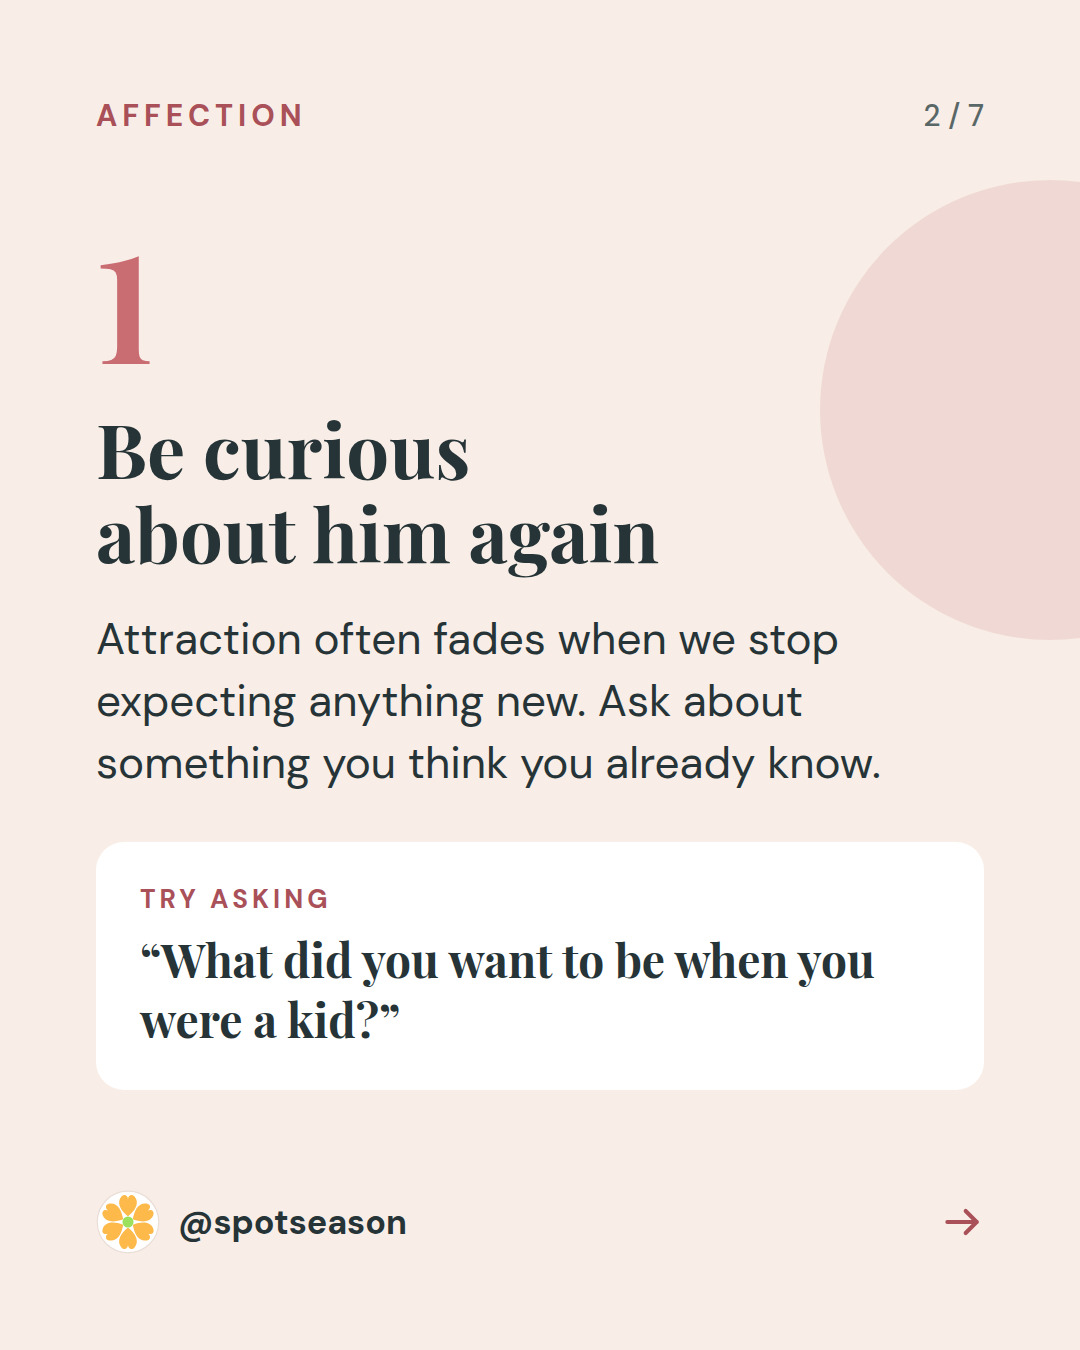 AFFECTION
2 / 7
1
Be curious
about him again
Attraction often fades when we stop
expecting anything new. Ask about
something you think you already know.
TRY ASKING
“What did you want to be when you
were a kid?”
@spotseason